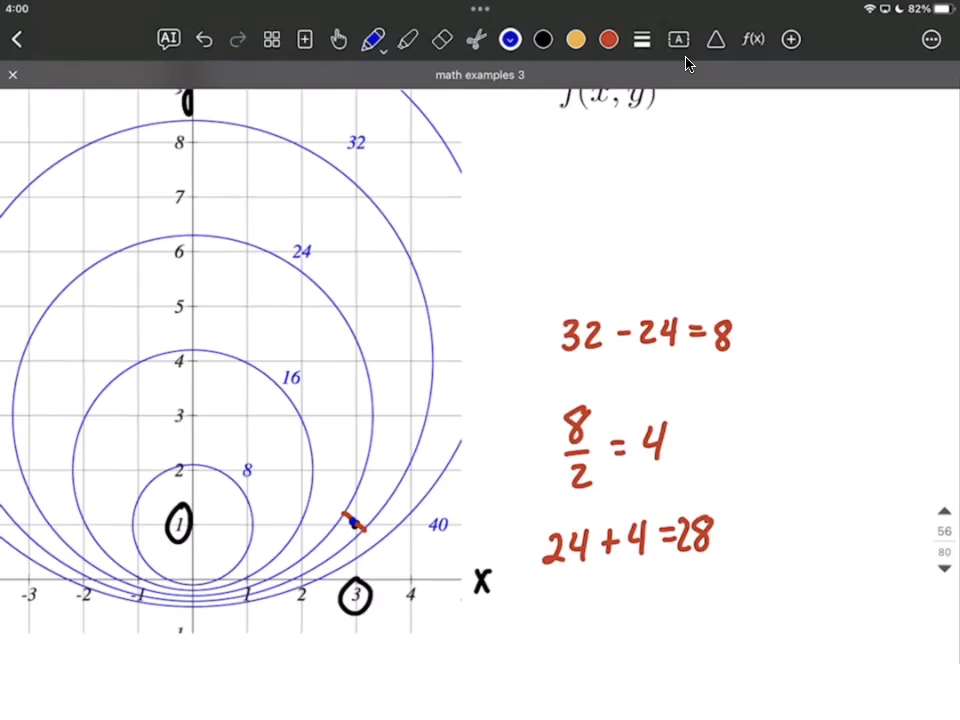 4:00
82%
AI
A
f(x)
math examples 3
f(x, y)
8
32
7
6
24
5
4
16
3
2
8
1
40
-3 -2 -1 1 2 3 4
X
32 - 24 = 8
8/2 = 4
24 + 4 = 28
56
80